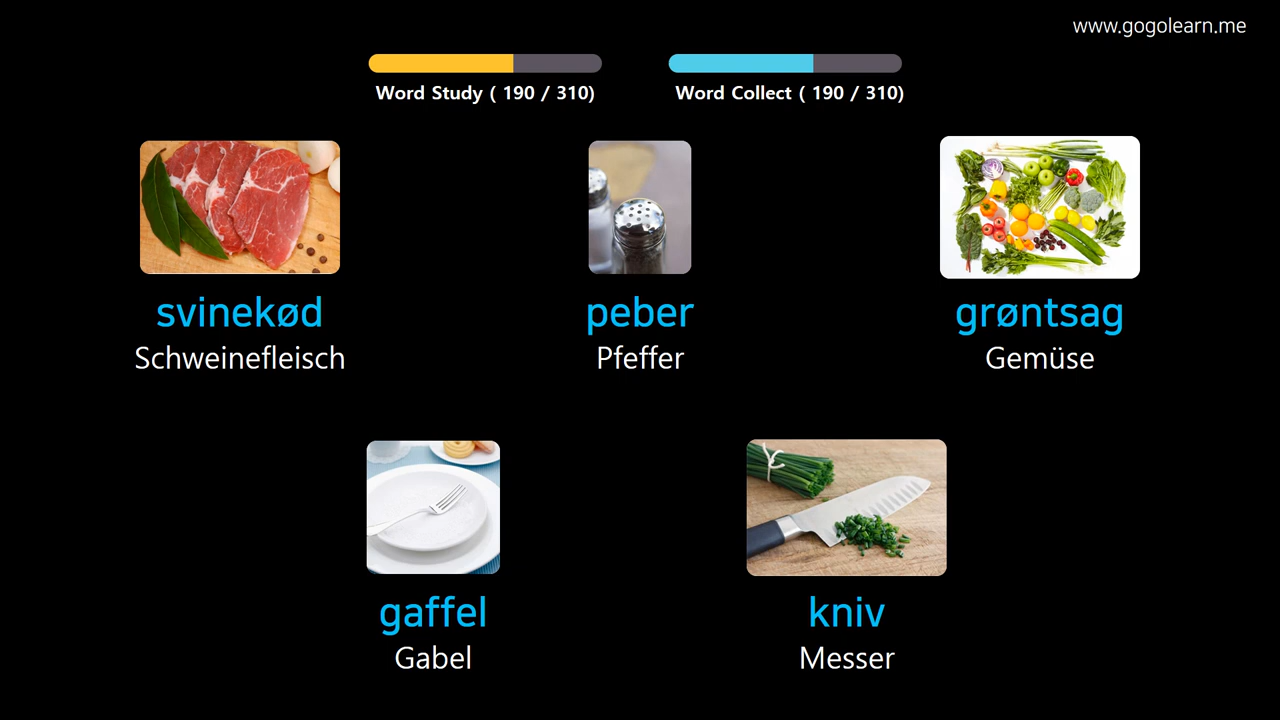 www.gogolearn.me
Word Study ( 190 / 310)
Word Collect ( 190 / 310)
svinekød
Schweinefleisch
peber
Pfeffer
grøntsag
Gemüse
gaffel
Gabel
kniv
Messer